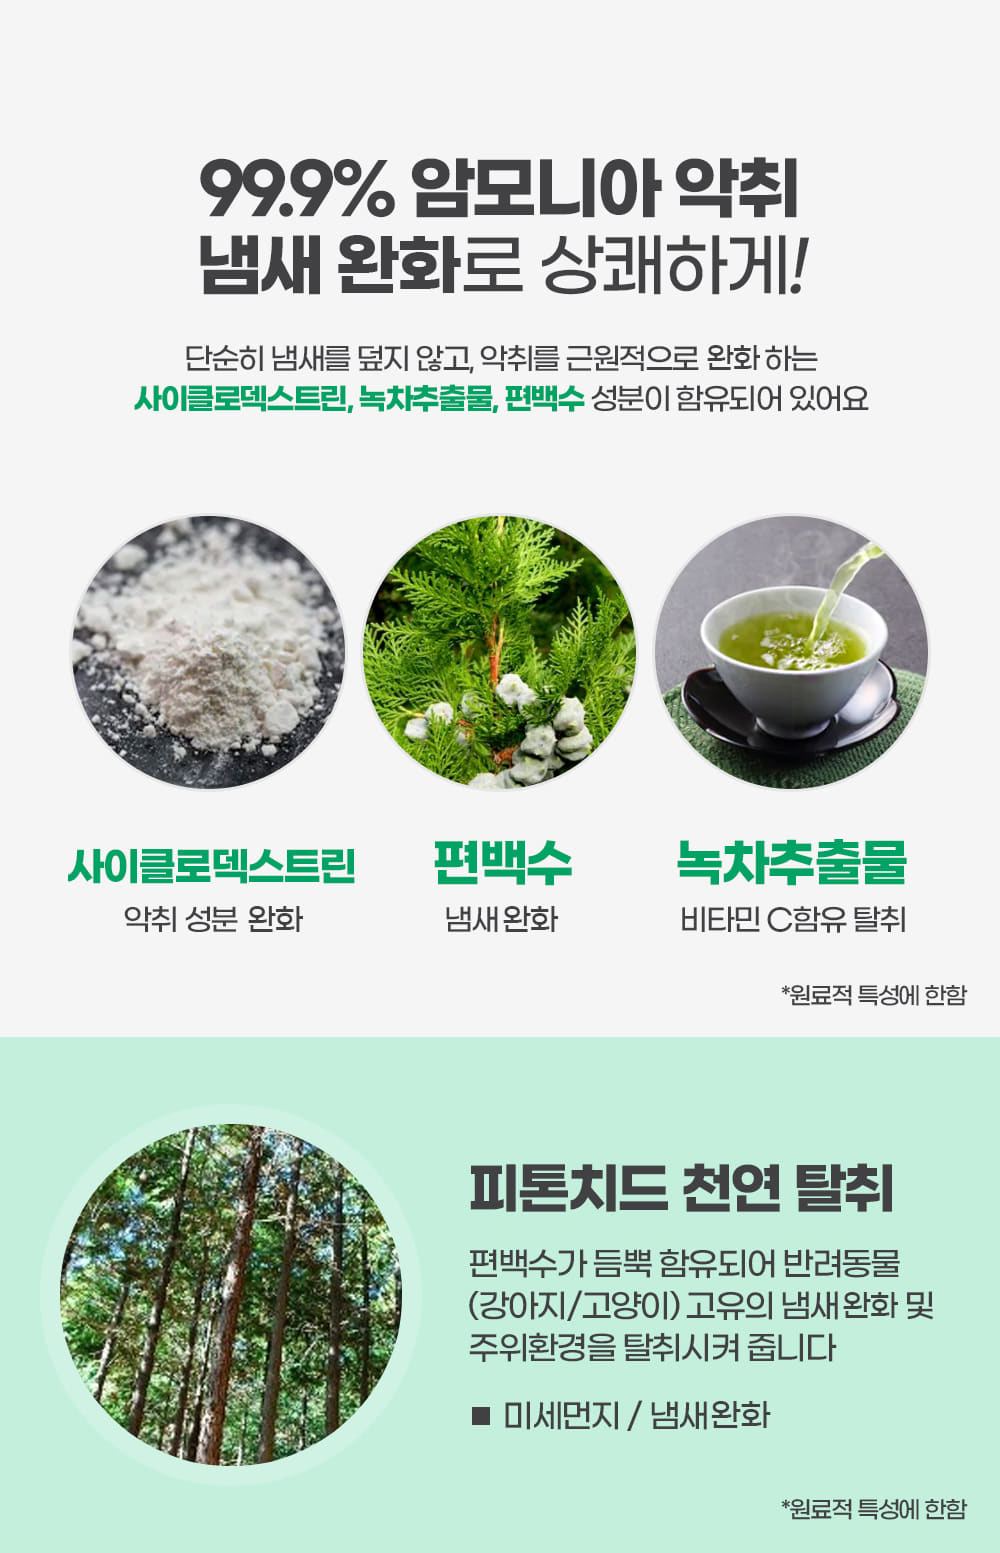 99.9% 암모니아 악취
냄새 완화로 상쾌하게!
단순히 냄새를 덮지 않고, 악취를 근원적으로 완화 하는
사이클로덱스트린, 녹차추출물, 편백수 성분이 함유되어 있어요
사이클로덱스트린
편백수
녹차추출물
악취 성분 완화
냄새 완화
비타민 C함유 탈취
*원료적 특성에 한함
피톤치드 천연 탈취
편백수가 듬뿍 함유되어 반려동물
(강아지/고양이) 고유의 냄새 완화 및
주위환경을 탈취시켜 줍니다
■ 미세먼지 / 냄새완화
*원료적 특성에 한함